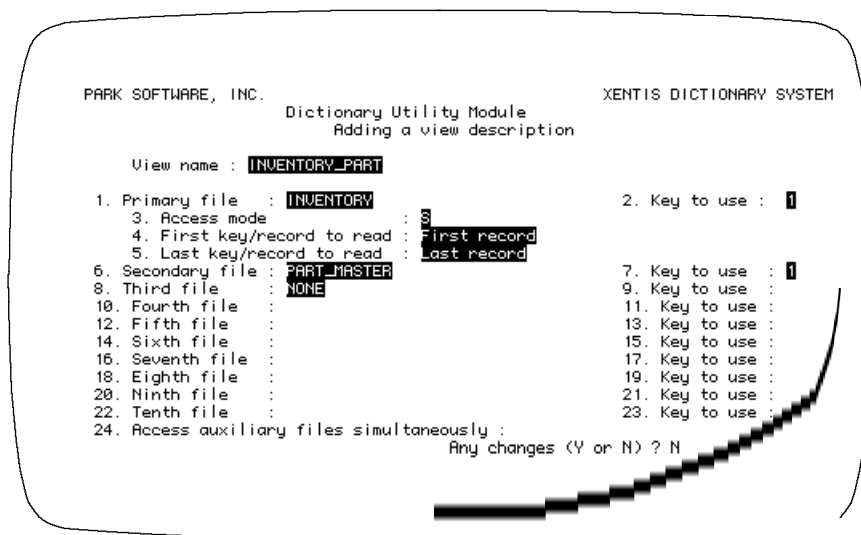 PARK SOFTWARE, INC. XENTIS DICTIONARY SYSTEM
Dictionary Utility Module
Adding a view description
View name : INVENTORY_PART
1. Primary file : INVENTORY 2. Key to use : 1
3. Access mode : S
4. First key/record to read : First record
5. Last key/record to read : Last record
6. Secondary file : PART_MASTER 7. Key to use : 1
8. Third file : NONE 9. Key to use :
10. Fourth file : 11. Key to use :
12. Fifth file : 13. Key to use :
14. Sixth file : 15. Key to use :
16. Seventh file : 17. Key to use :
18. Eighth file : 19. Key to use :
20. Ninth file : 21. Key to use :
22. Tenth file : 23. Key to use :
24. Access auxiliary files simultaneously :
Any changes (Y or N) ? N